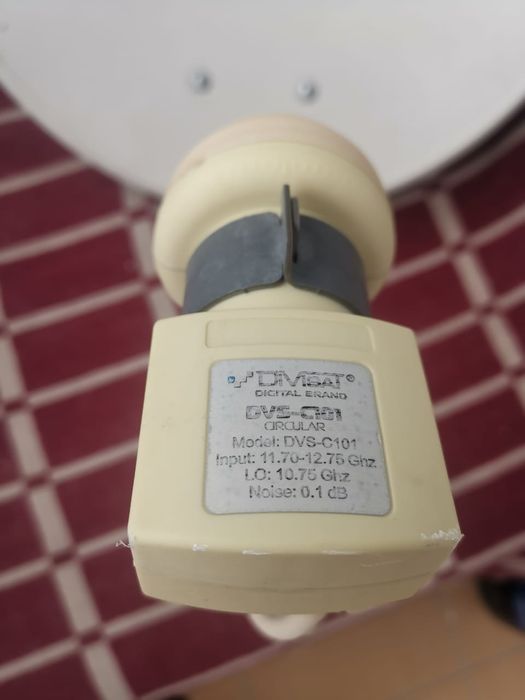 DIVISAT®
DIGITAL BRAND
DVS-C101
CIRCULAR
Model: DVS-C101
Input: 11.70-12.75 Ghz
LO: 10.75 Ghz
Noise: 0.1 dB